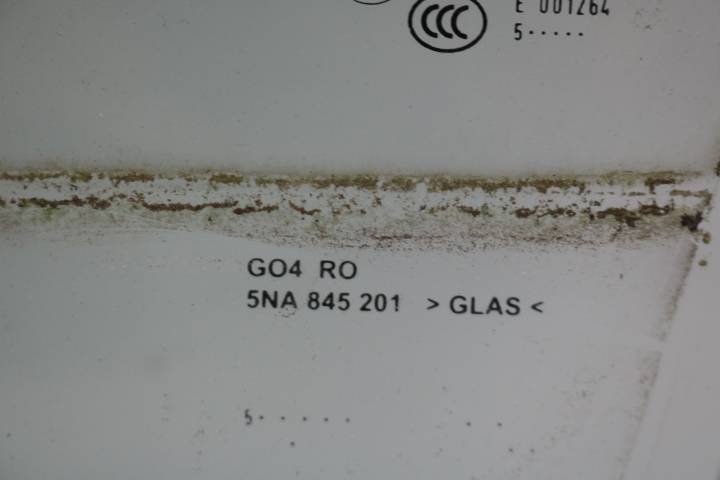 CCC
E 001264
5·····
GO4 RO
5NA 845 201 >GLAS<
5· · · · · · ·